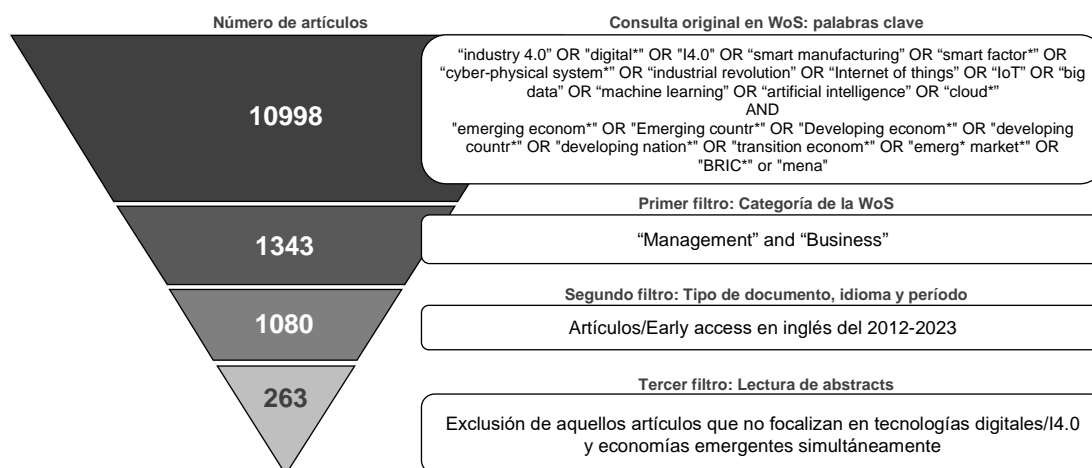 Número de artículos
Consulta original en WoS: palabras clave
10998
“industry 4.0” OR "digital*" OR "I4.0" OR “smart manufacturing” OR “smart factor*” OR
“cyber-physical system*” OR “industrial revolution” OR “Internet of things” OR “IoT” OR “big
data” OR “machine learning” OR “artificial intelligence” OR “cloud*”
AND
"emerging econom*" OR "Emerging countr*" OR "Developing econom*" OR "developing
countr*" OR "developing nation*" OR "transition econom*" OR "emerg* market*" OR
"BRIC*" or "mena"
Primer filtro: Categoría de la WoS
1343
“Management” and “Business”
Segundo filtro: Tipo de documento, idioma y período
1080
Artículos/Early access en inglés del 2012-2023
Tercer filtro: Lectura de abstracts
263
Exclusión de aquellos artículos que no focalizan en tecnologías digitales/I4.0
y economías emergentes simultáneamente